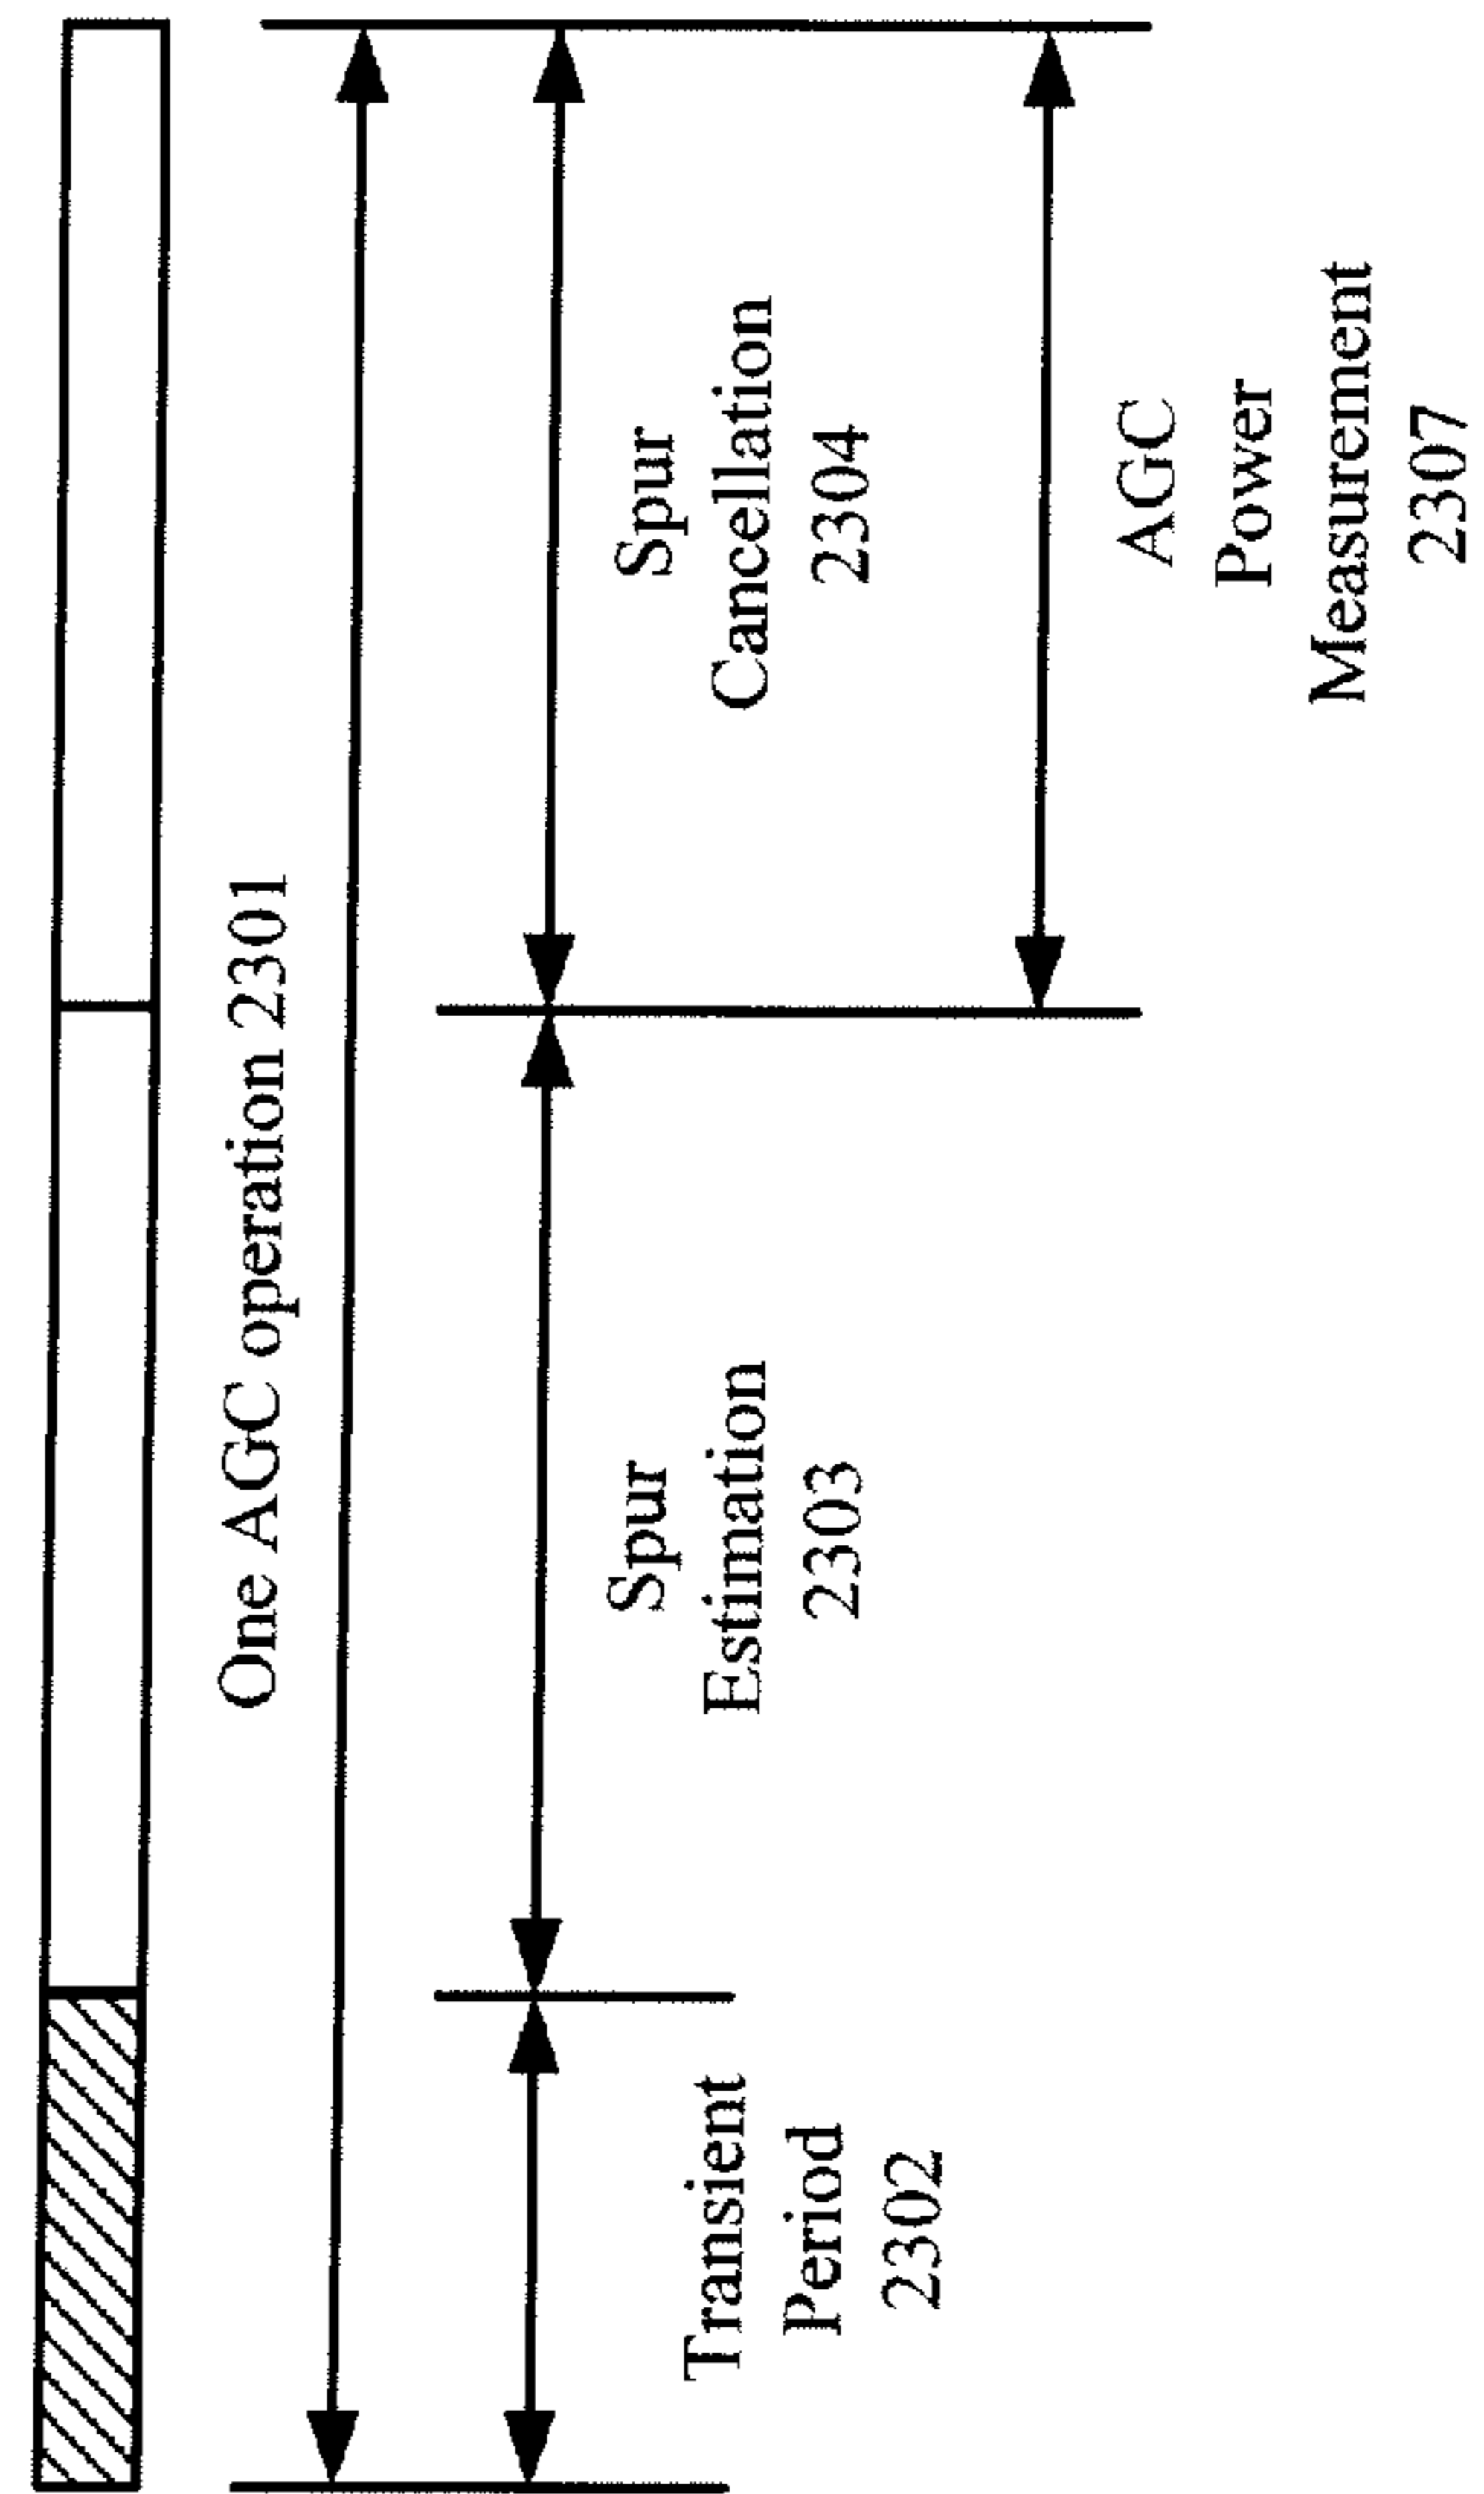 One AGC operation 2301
Transient
Period
2302
Spur
Estimation
2303
Spur
Cancellation
2304
AGC
Power
Measurement
2307